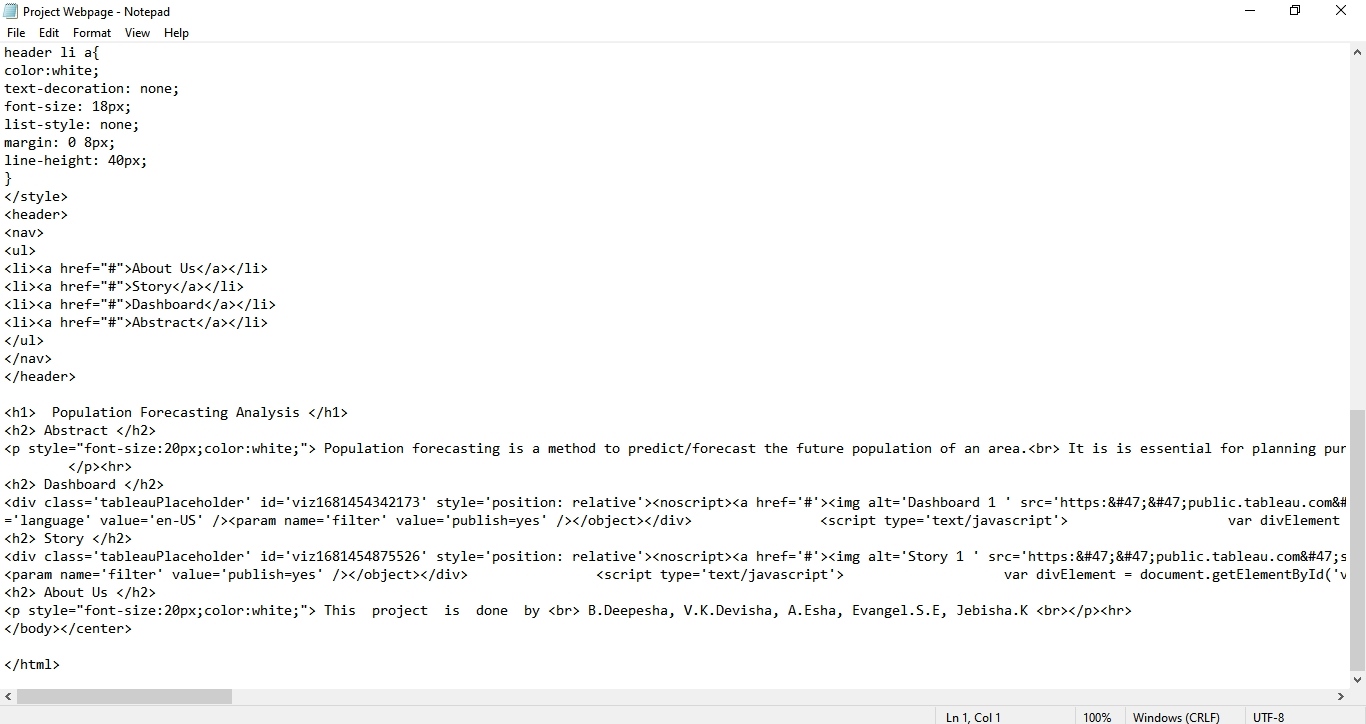 Project Webpage - Notepad
File Edit Format View Help
header li a{
color:white;
text-decoration: none;
font-size: 18px;
list-style: none;
margin: 0 8px;
line-height: 40px;
}
</style>
<header>
<nav>
<ul>
<li><a href="#">About Us</a></li>
<li><a href="#">Story</a></li>
<li><a href="#">Dashboard</a></li>
<li><a href="#">Abstract</a></li>
</ul>
</nav>
</header>
<h1>  Population Forecasting Analysis </h1>
<h2> Abstract </h2>
<p style="font-size:20px;color:white;"> Population forecasting is a method to predict/forecast the future population of an area.<br> It is is essential for planning pur
</p><hr>
<h2> Dashboard </h2>
<div class='tableauPlaceholder' id='viz1681454342173' style='position: relative'><noscript><a href='#'><img alt='Dashboard 1 ' src='https:&#47;&#47;public.tableau.com&#
='language' value='en-US' /><param name='filter' value='publish=yes' /></object></div>                <script type='text/javascript'>                    var divElement
<h2> Story </h2>
<div class='tableauPlaceholder' id='viz1681454875526' style='position: relative'><noscript><a href='#'><img alt='Story 1 ' src='https:&#47;&#47;public.tableau.com&#47;s
<param name='filter' value='publish=yes' /></object></div>                <script type='text/javascript'>                    var divElement = document.getElementById('v
<h2> About Us </h2>
<p style="font-size:20px;color:white;"> This  project  is  done  by <br> B.Deepesha, V.K.Devisha, A.Esha, Evangel.S.E, Jebisha.K <br></p><hr>
</body></center>
</html>
Ln 1, Col 1 100% Windows (CRLF) UTF-8